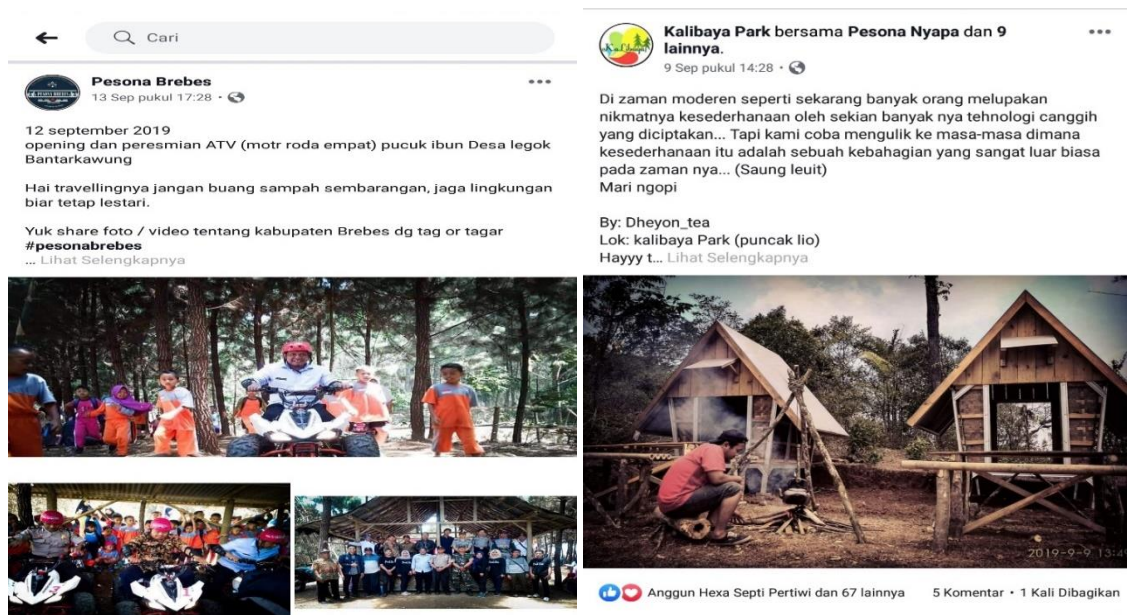 Cari
Pesona Brebes
13 Sep pukul 17:28 ·
12 september 2019
opening dan peresmian ATV (motr roda empat) pucuk ibun Desa legok
Bantarkawung
Hai travellingnya jangan buang sampah sembarangan, jaga lingkungan
biar tetap lestari.
Yuk share foto / video tentang kabupaten Brebes dg tag or tagar
#pesonabrebes
... Lihat Selengkapnya
Kalibaya Park bersama Pesona Nyapa dan 9
lainnya.
9 Sep pukul 14:28 ·
Di zaman moderen seperti sekarang banyak orang melupakan
nikmatnya kesederhanaan oleh sekian banyak nya tehnologi canggih
yang diciptakan... Tapi kami coba mengulik ke masa-masa dimana
kesederhanaan itu adalah sebuah kebahagian yang sangat luar biasa
pada zaman nya... (Saung leuit)
Mari ngopi
By: Dheyon_tea
Lok: kalibaya Park (puncak lio)
Hayyy t... Lihat Selengkapnya
2019-9-9 13:49
Anggun Hexa Septi Pertiwi dan 67 lainnya
5 Komentar · 1 Kali Dibagikan